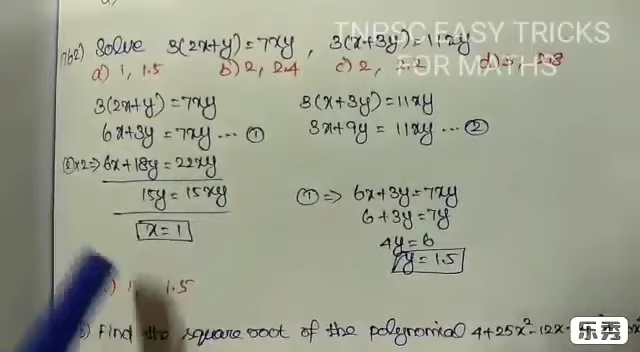 TNPSC EASY TRICKS
FOR MATHS
762) Solve 3(2x+y)=7xy, 3(x+3y)=11xy
a) 1, 1.5 b) 2, 2.4 c) 2,
3(2x+y)=7xy 3(x+3y)=11xy
6x+3y=7xy ... ① 3x+9y=11xy ... ②
②×2⇒ 6x+18y=22xy
15y=15xy ①⇒ 6x+3y=7xy
6+3y=7y
x=1 4y=6
y=1.5
1.5
Find the square root of the polynomial 4+25x²-12x
乐秀